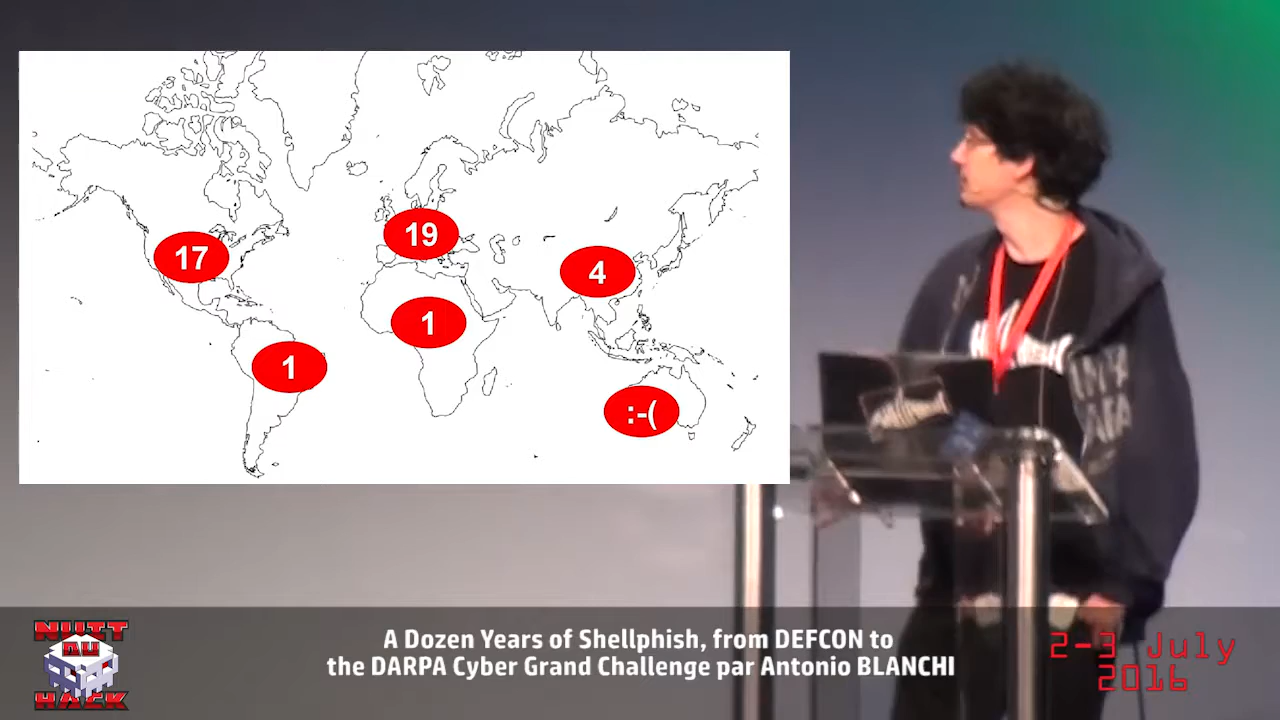 17
19
4
1
1
:-(
NUIT
DU
HACK
A Dozen Years of Shellphish, from DEFCON to
the DARPA Cyber Grand Challenge par Antonio BLANCHI
2-3 July
2016